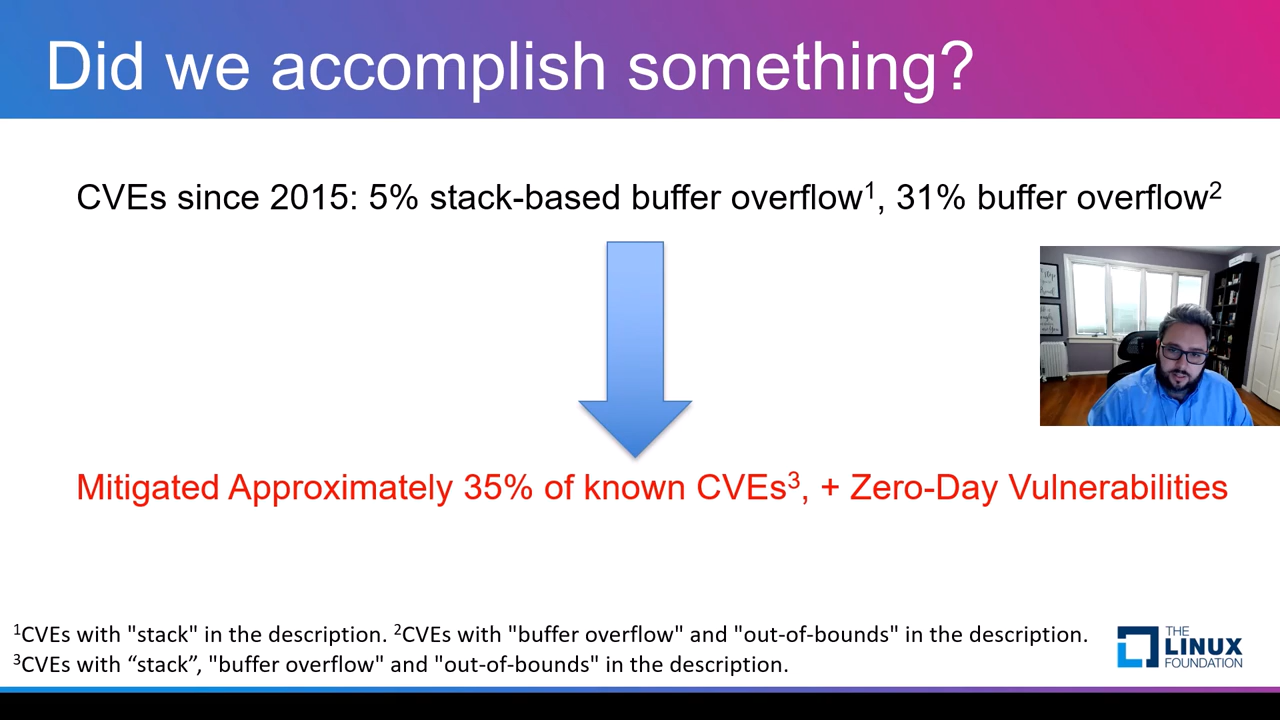 Did we accomplish something?
CVEs since 2015: 5% stack-based buffer overflow¹, 31% buffer overflow²
Mitigated Approximately 35% of known CVEs³, + Zero-Day Vulnerabilities
¹CVEs with "stack" in the description. ²CVEs with "buffer overflow" and "out-of-bounds" in the description.
³CVEs with “stack”, "buffer overflow" and "out-of-bounds" in the description.
THE
LINUX
FOUNDATION